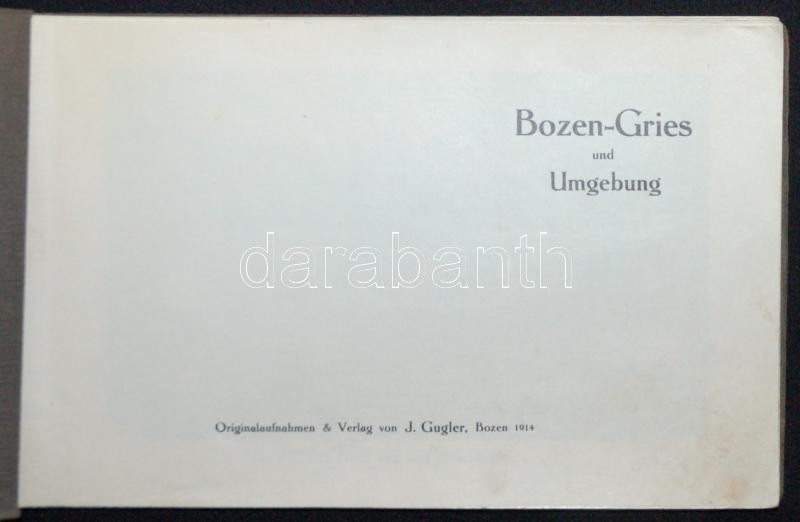 Bozen-Gries
und
Umgebung
darabanth
Originalaufnahmen & Verlag von J. Gugler, Bozen 1914